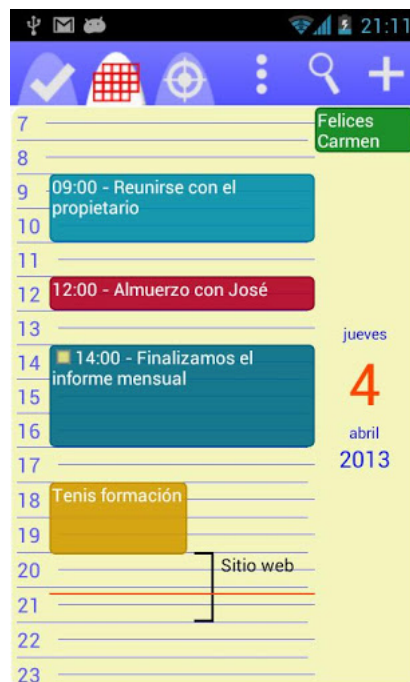 21:11
Felices
Carmen
7
8
9
09:00 - Reunirse con el
propietario
10
11
12
12:00 - Almuerzo con José
13
14
14:00 - Finalizamos el
informe mensual
15
16
17
jueves
4
abril
2013
18
Tenis formación
19
20
Sitio web
21
22
23